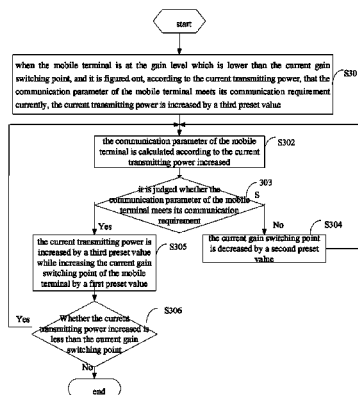 start
when the mobile terminal is at the gain level which is lower than the current gain
switching point, and it is figured out, according to the current transmitting power, that the
communication parameter of the mobile terminal meets its communication requirement
currently, the current transmitting power is increased by a third preset value
S30
the communication parameter of the mobile
terminal is calculated according to the current
transmitting power increased
S302
it is judged whether the
communication parameter of the mobile
terminal meets its communication
requirement
303
S
Yes
No
the current transmitting power is
increased by a third preset value
while increasing the current gain
switching point of the mobile
terminal by a first preset value
S305
the current gain switching point
is decreased by a second preset
value
S304
Whether the current
transmitting power increased is
less than the current gain
switching point
S306
Yes
No
end